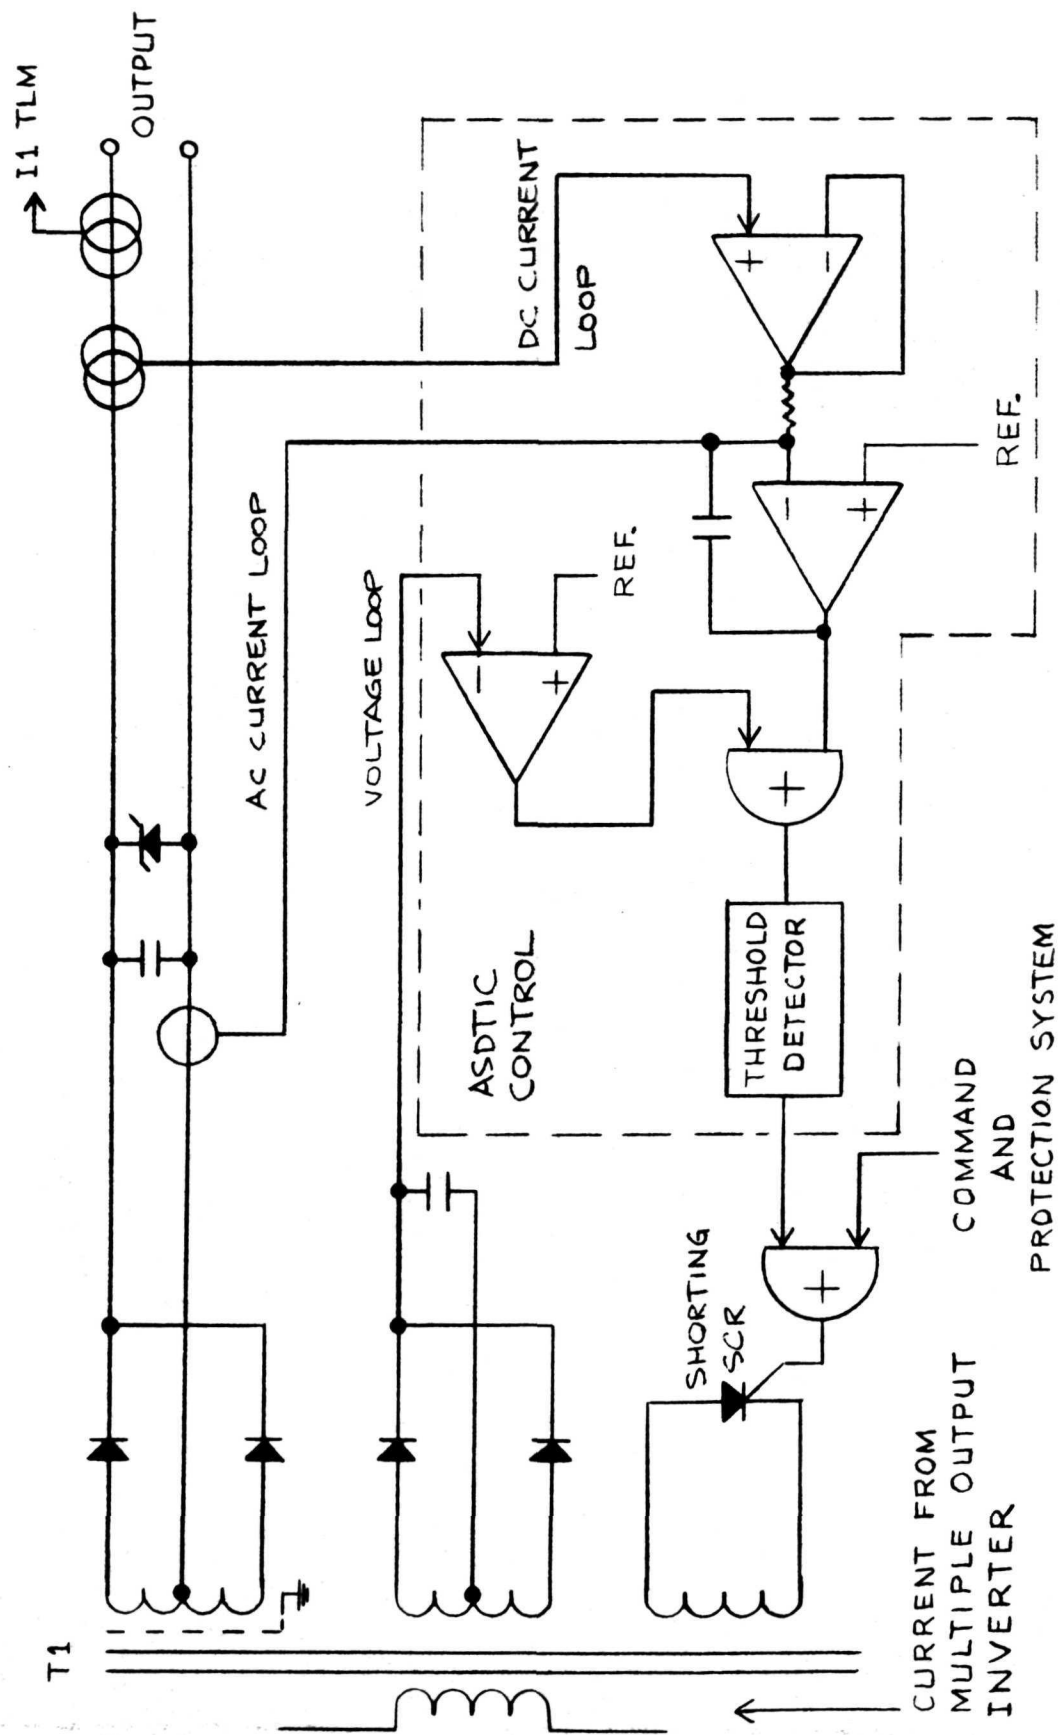 T1
I1 TLM
OUTPUT
AC CURRENT LOOP
VOLTAGE LOOP
DC CURRENT
LOOP
ASDTIC
CONTROL
-
+
REF.
+
-
-
+
REF.
+
THRESHOLD
DETECTOR
SHORTING
SCR
+
COMMAND
AND
PROTECTION SYSTEM
CURRENT FROM
MULTIPLE OUTPUT
INVERTER